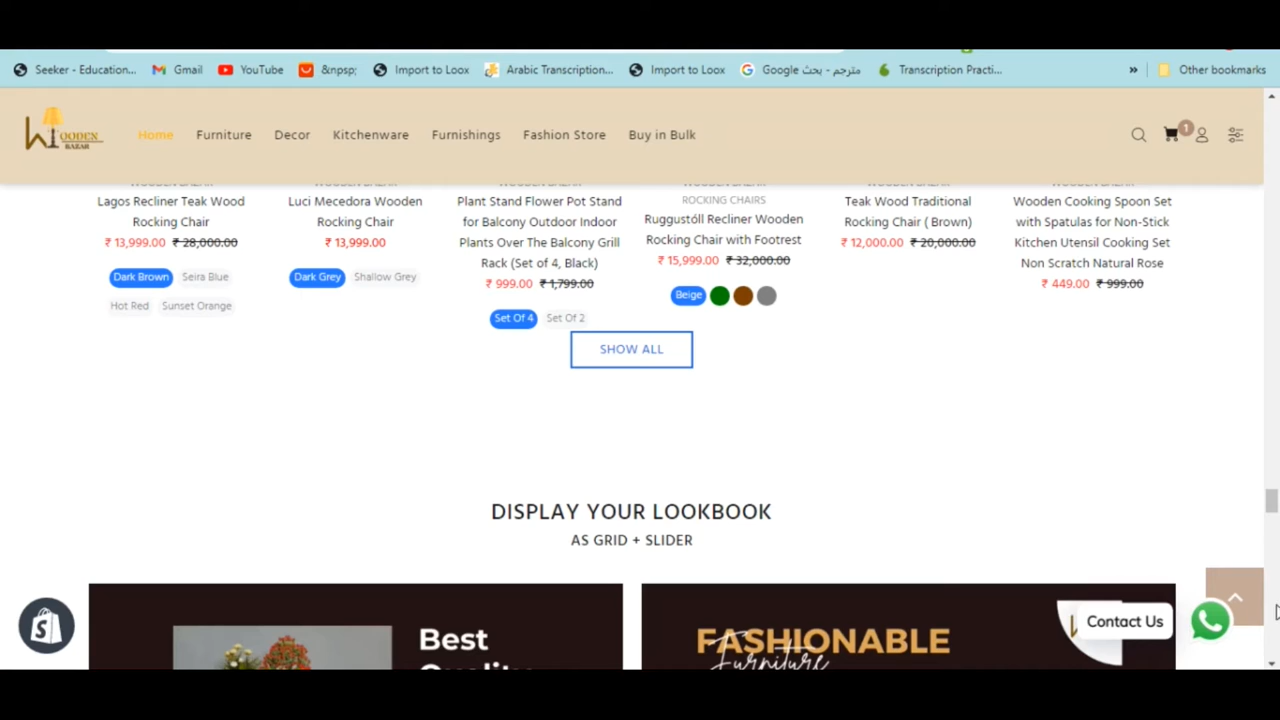 Seeker - Education... Gmail YouTube &npsp; Import to Loox Arabic Transcription... Import to Loox Google مترجم - بحث Transcription Practi... » Other bookmarks
WOODEN
BAZAR
Home Furniture Decor Kitchenware Furnishings Fashion Store Buy in Bulk
1
Lagos Recliner Teak Wood
Rocking Chair
₹ 13,999.00 ₹ 28,000.00
Dark Brown Seira Blue
Hot Red Sunset Orange
Luci Mecedora Wooden
Rocking Chair
₹ 13,999.00
Dark Grey Shallow Grey
Plant Stand Flower Pot Stand
for Balcony Outdoor Indoor
Plants Over The Balcony Grill
Rack (Set of 4, Black)
₹ 999.00 ₹ 1,799.00
Set Of 4 Set Of 2
ROCKING CHAIRS
Ruggustóll Recliner Wooden
Rocking Chair with Footrest
₹ 15,999.00 ₹ 32,000.00
Beige
Teak Wood Traditional
Rocking Chair ( Brown)
₹ 12,000.00 ₹ 20,000.00
Wooden Cooking Spoon Set
with Spatulas for Non-Stick
Kitchen Utensil Cooking Set
Non Scratch Natural Rose
₹ 449.00 ₹ 999.00
SHOW ALL
DISPLAY YOUR LOOKBOOK
AS GRID + SLIDER
Best
Quality
FASHIONABLE
Furniture
Contact Us